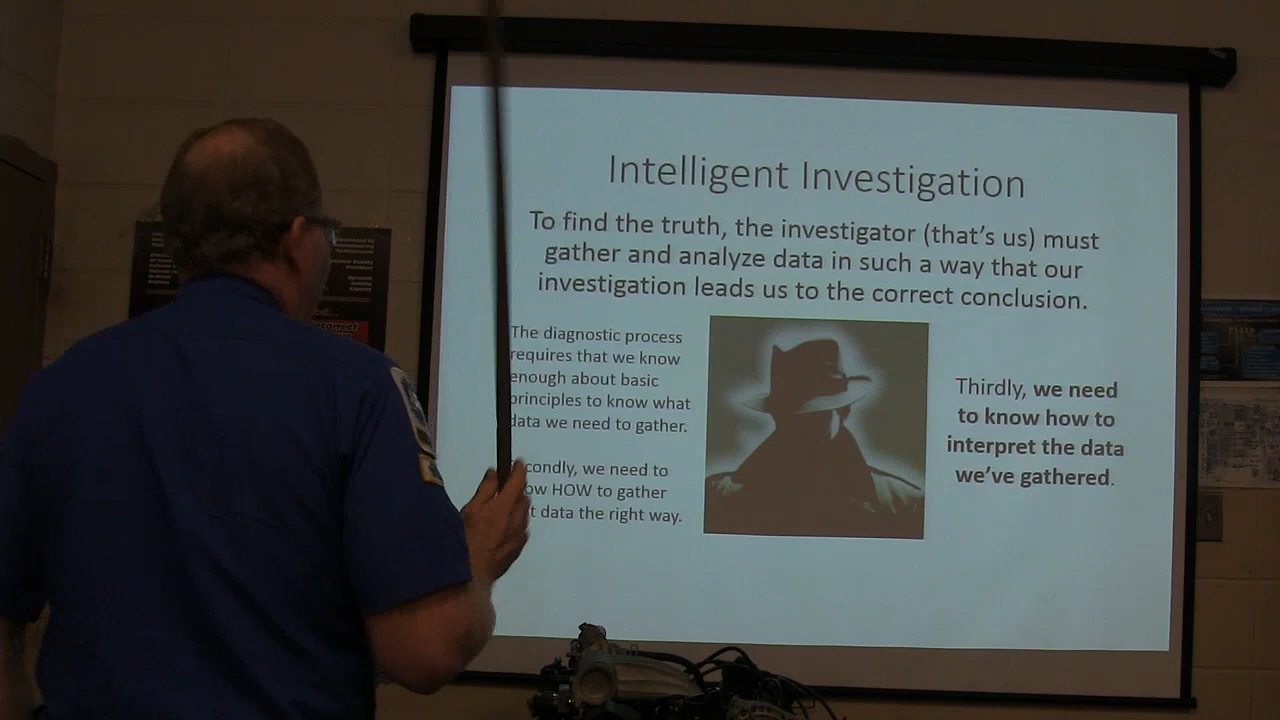 Intelligent Investigation
To find the truth, the investigator (that's us) must
gather and analyze data in such a way that our
investigation leads us to the correct conclusion.
The diagnostic process
requires that we know
enough about basic
principles to know what
data we need to gather.
condly, we need to
ow HOW to gather
t data the right way.
Thirdly, we need
to know how to
interpret the data
we've gathered.